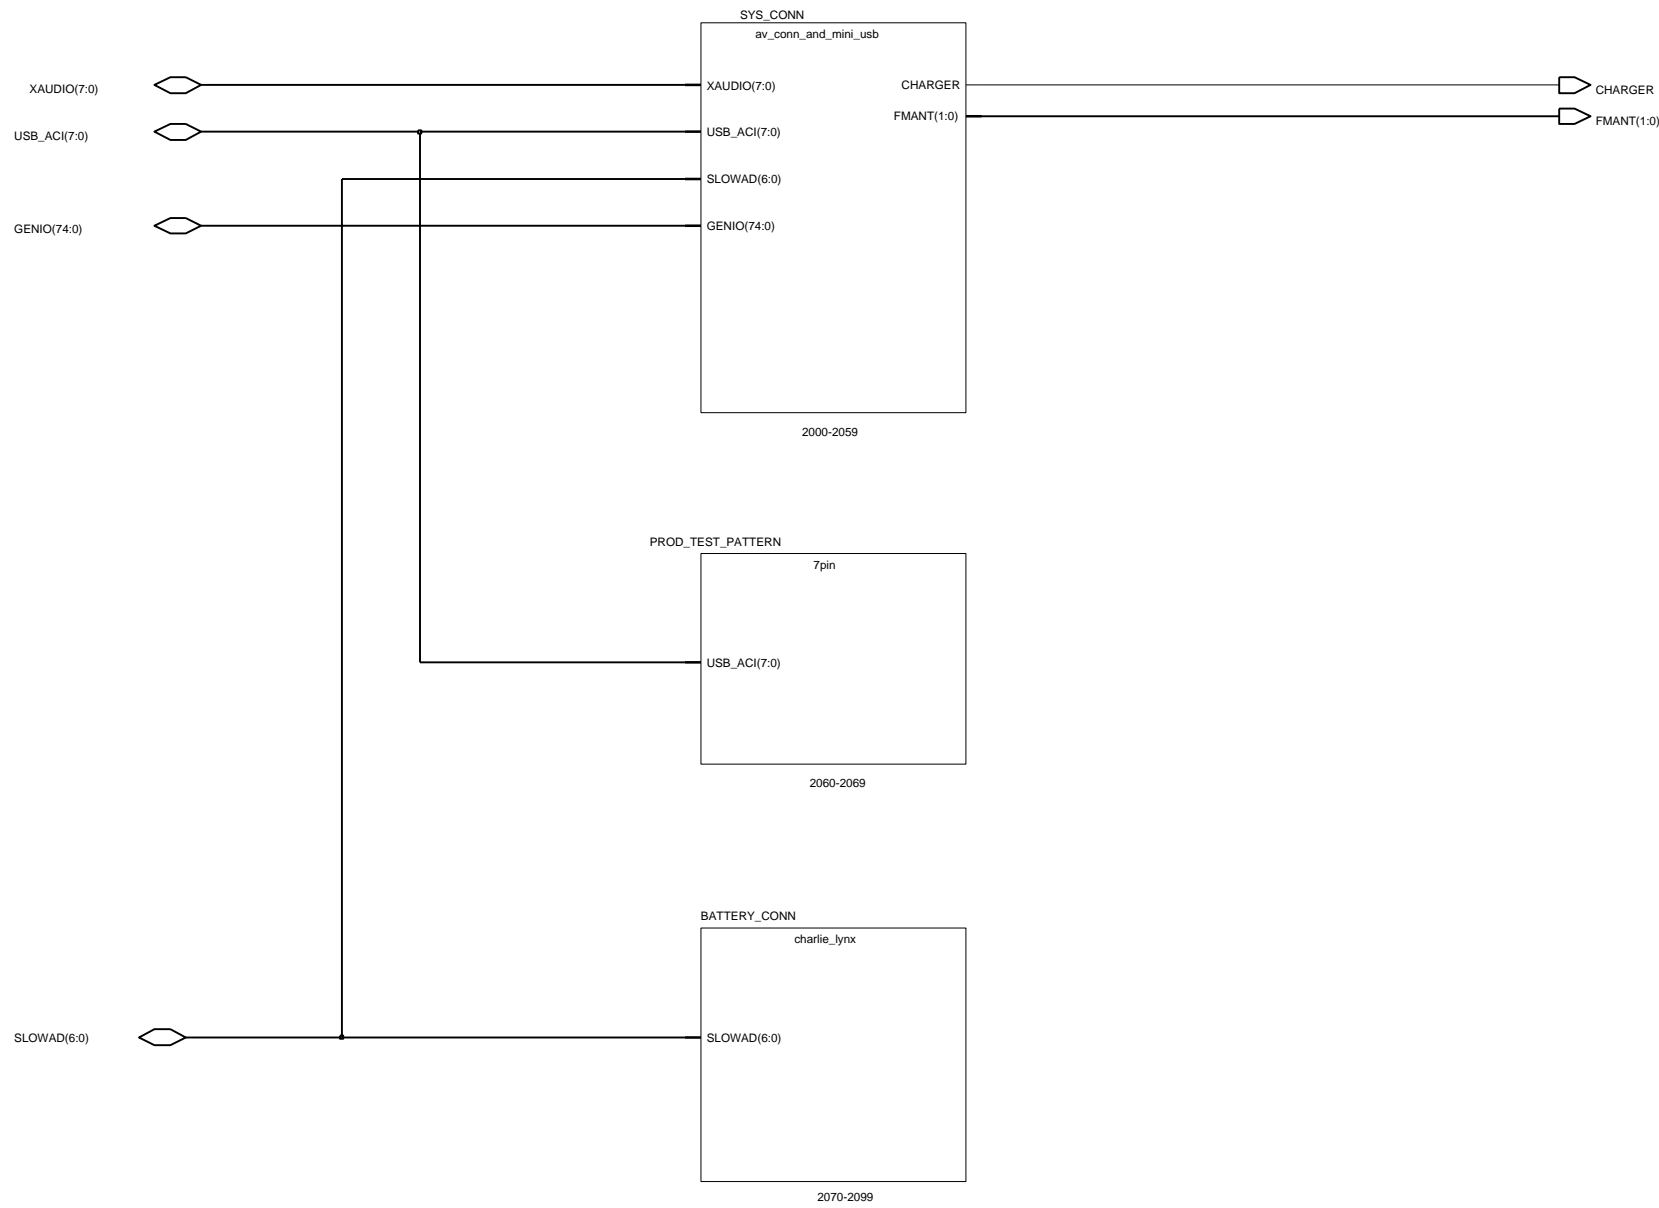 SYS_CONN
av_conn_and_mini_usb
XAUDIO(7:0)
XAUDIO(7:0)
CHARGER
CHARGER
FMANT(1:0)
FMANT(1:0)
USB_ACI(7:0)
USB_ACI(7:0)
SLOWAD(6:0)
GENIO(74:0)
GENIO(74:0)
2000-2059
PROD_TEST_PATTERN
7pin
USB_ACI(7:0)
2060-2069
BATTERY_CONN
charlie_lynx
SLOWAD(6:0)
SLOWAD(6:0)
2070-2099